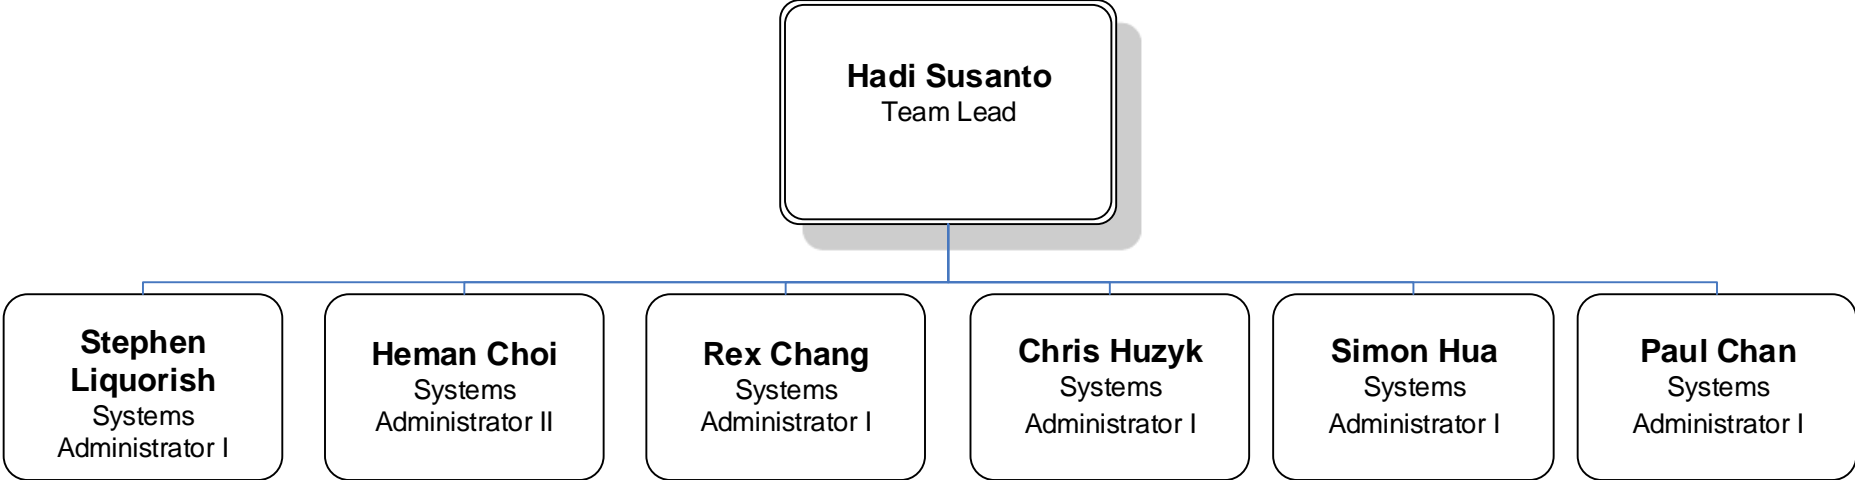 Hadi Susanto
Team Lead
Stephen
Liquorish
Systems
Administrator I
Heman Choi
Systems
Administrator II
Rex Chang
Systems
Administrator I
Chris Huzyk
Systems
Administrator I
Simon Hua
Systems
Administrator I
Paul Chan
Systems
Administrator I